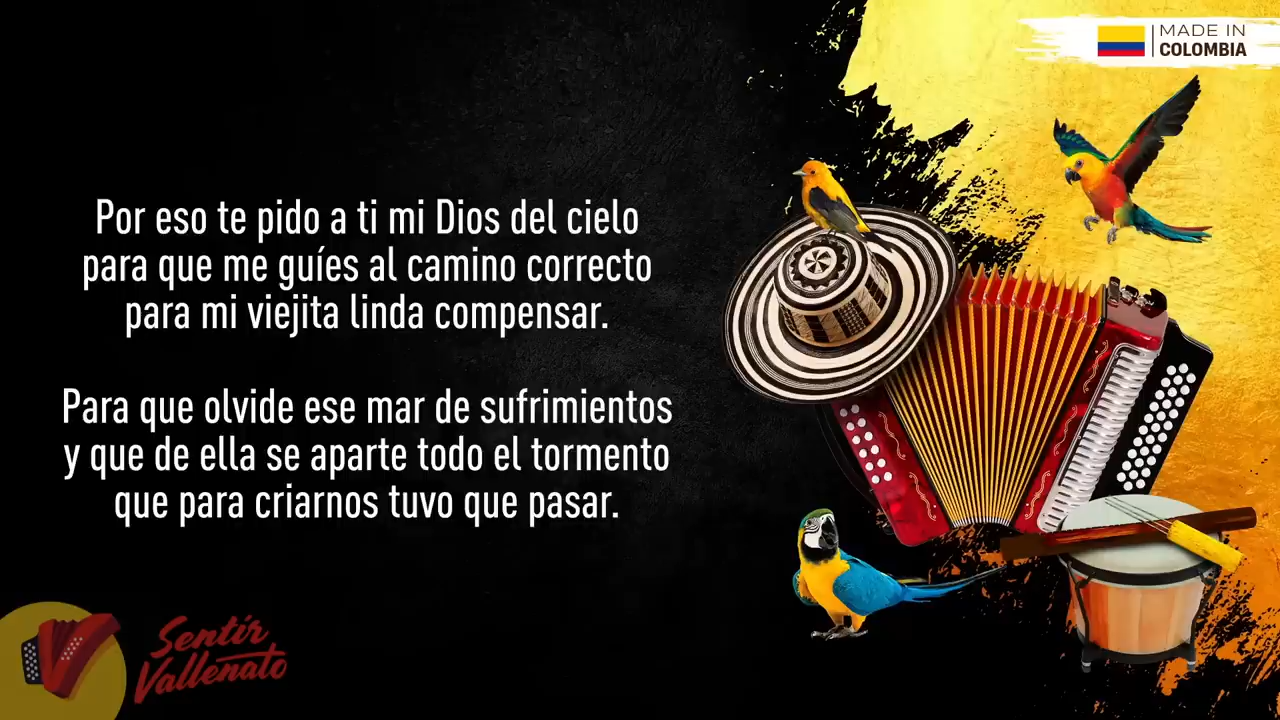 MADE IN
COLOMBIA
Por eso te pido a ti mi Dios del cielo
para que me guíes al camino correcto
para mi viejita linda compensar.
Para que olvide ese mar de sufrimientos
y que de ella se aparte todo el tormento
que para criarnos tuvo que pasar.
Sentir
Vallenato